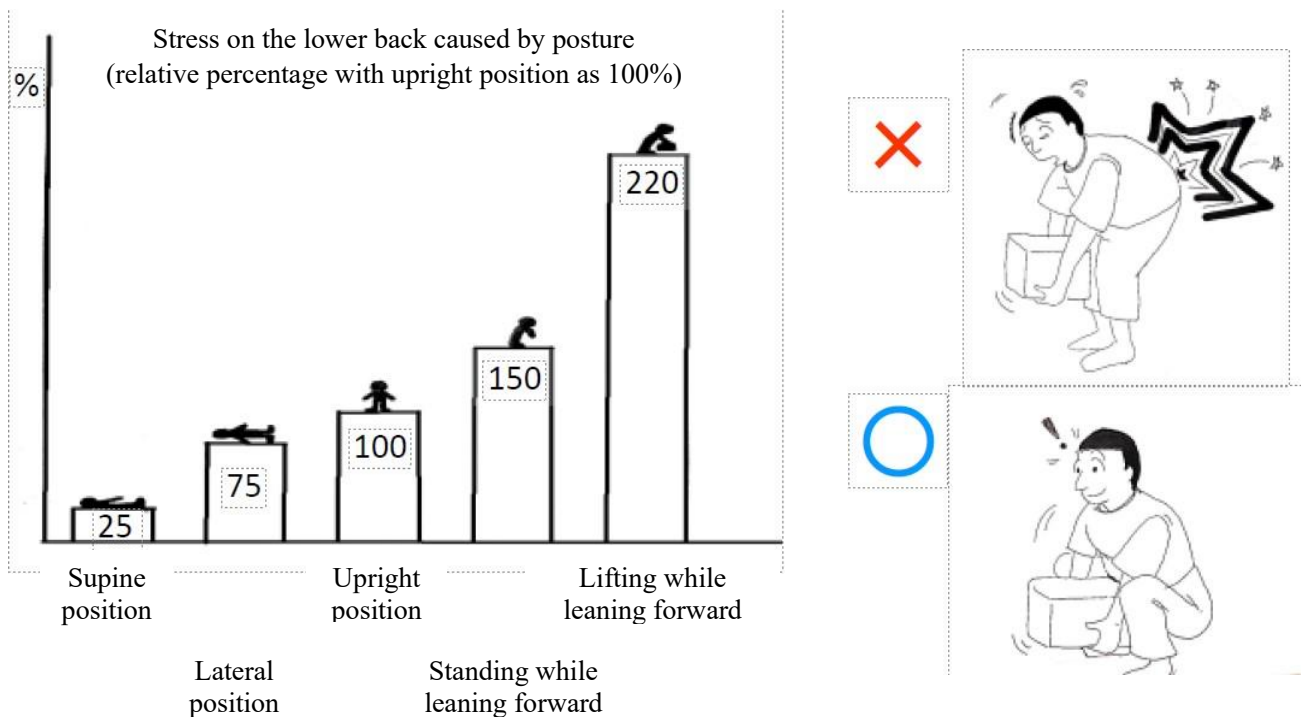 Stress on the lower back caused by posture
(relative percentage with upright position as 100%)
%
220
150
100
75
25
Supine
position
Upright
position
Lifting while
leaning forward
Lateral
position
Standing while
leaning forward